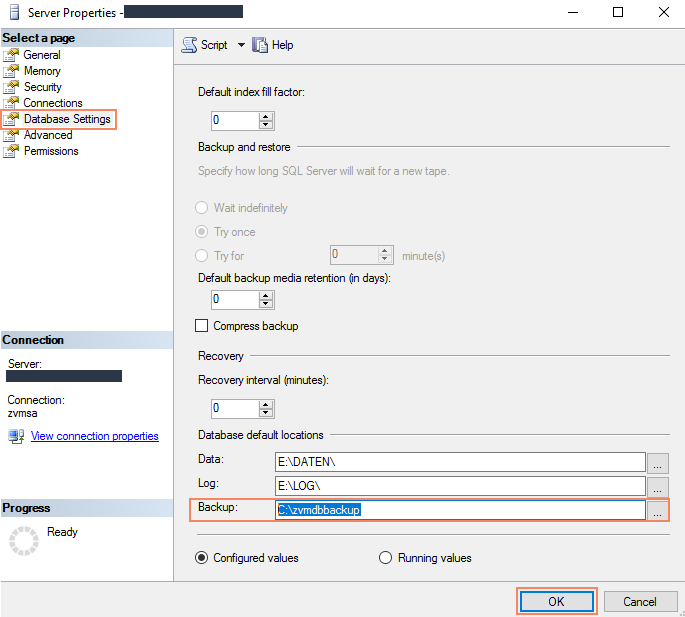 Server Properties -
Select a page
General
Memory
Security
Connections
Database Settings
Advanced
Permissions
Connection
Server:
Connection:
zvmsa
View connection properties
Progress
Ready
Script Help
Default index fill factor:
0
Backup and restore
Specify how long SQL Server will wait for a new tape.
Wait indefinitely
Try once
Try for 0 minute(s)
Default backup media retention (in days):
0
Compress backup
Recovery
Recovery interval (minutes):
0
Database default locations
Data: E:\DATEN\ ...
Log: E:\LOG\ ...
Backup: C:\zvmdbbackup ...
Configured values Running values
OK Cancel